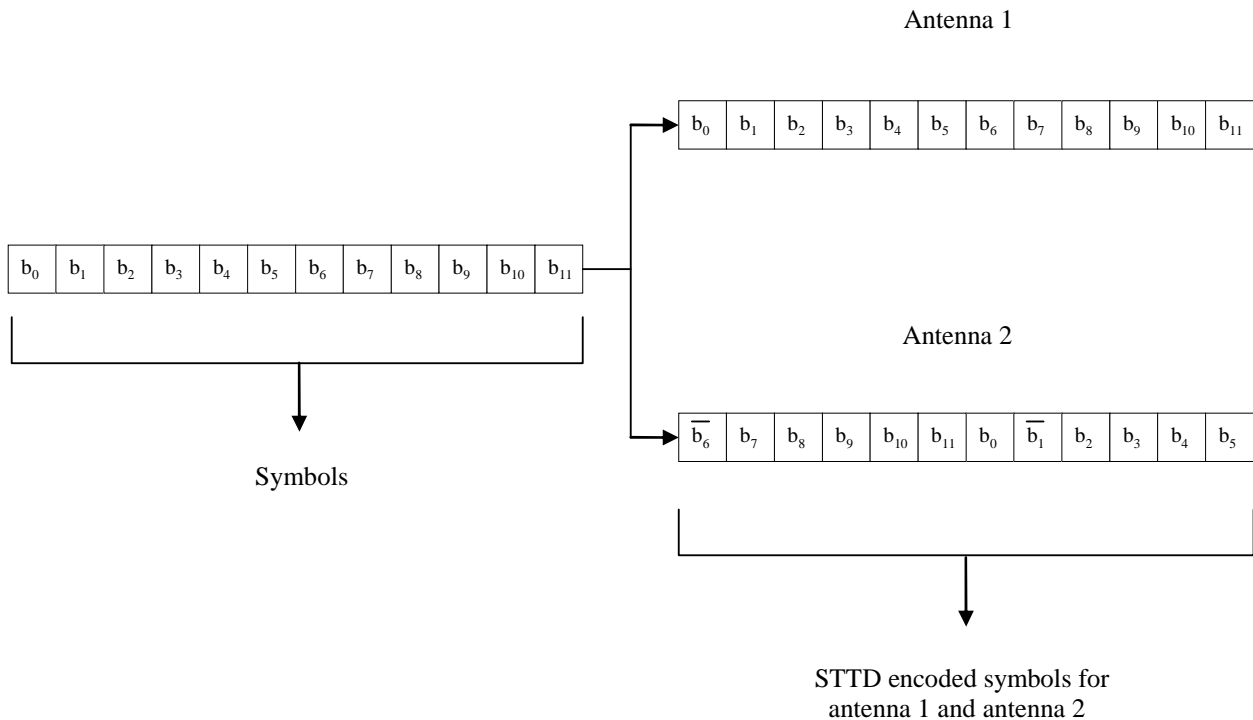 Antenna 1
b₀ b₁ b₂ b₃ b₄ b₅ b₆ b₇ b₈ b₉ b₁₀ b₁₁
b₀ b₁ b₂ b₃ b₄ b₅ b₆ b₇ b₈ b₉ b₁₀ b₁₁
Antenna 2
b̅₆ b₇ b₈ b₉ b₁₀ b₁₁ b₀ b̅₁ b₂ b₃ b₄ b₅
Symbols
STTD encoded symbols for
antenna 1 and antenna 2